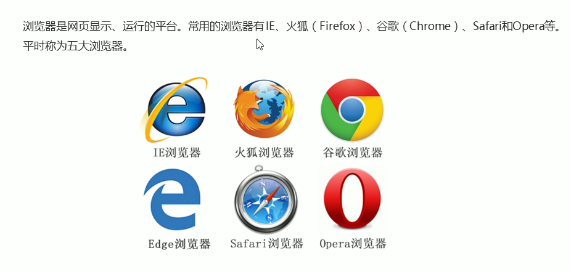 浏览器是网页显示、运行的平台。常用的浏览器有IE、火狐（Firefox）、谷歌（Chrome）、Safari和Opera等。
平时称为五大浏览器。
IE浏览器 火狐浏览器 谷歌浏览器
Edge浏览器 Safari浏览器 Opera浏览器